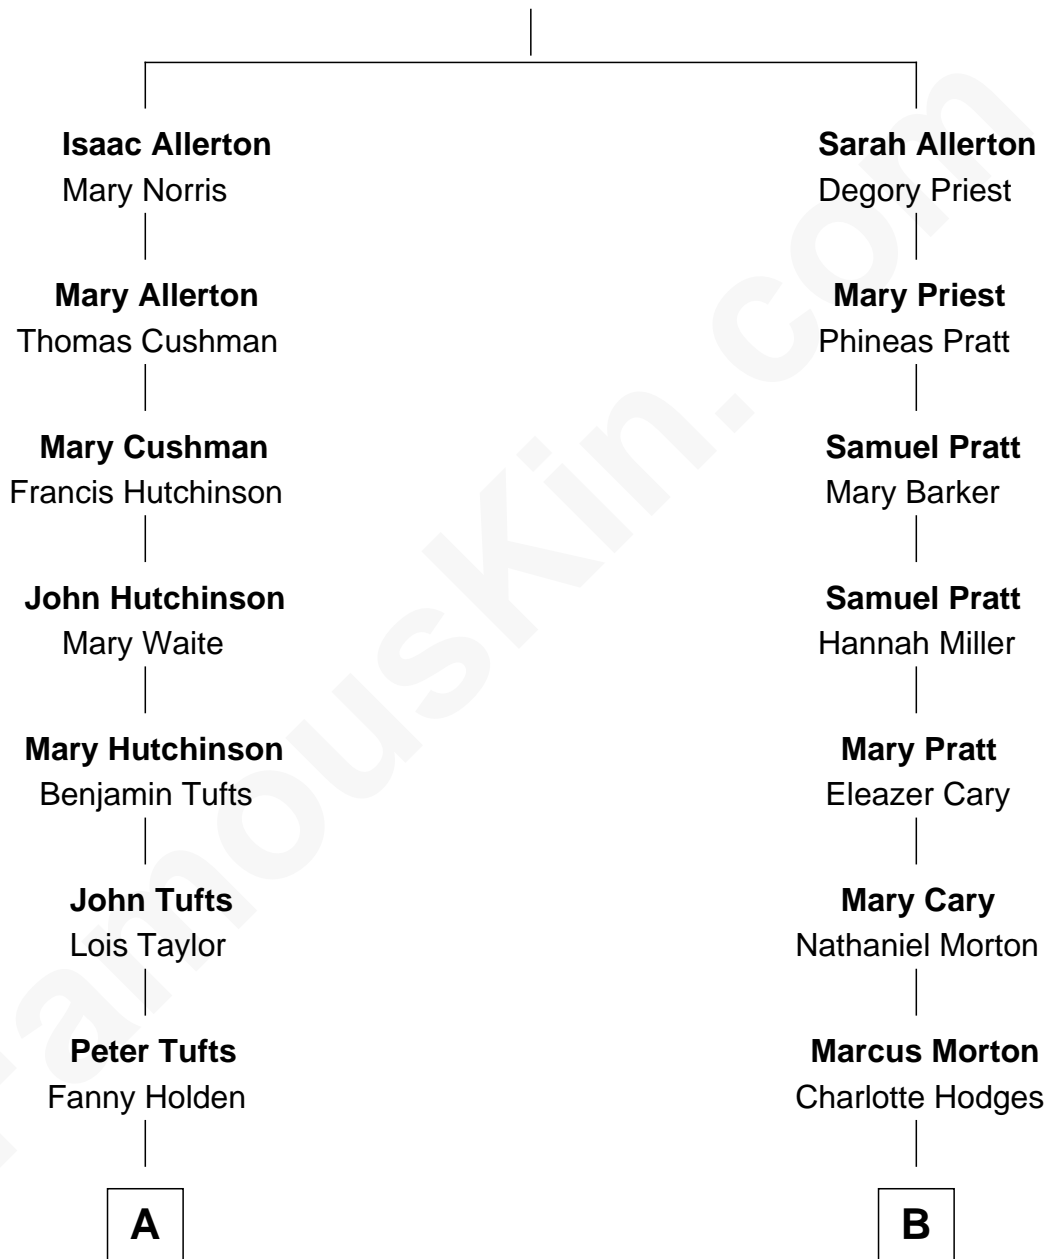 Isaac Allerton
Mary Norris
Mary Allerton
Thomas Cushman
Mary Cushman
Francis Hutchinson
John Hutchinson
Mary Waite
Mary Hutchinson
Benjamin Tufts
John Tufts
Lois Taylor
Peter Tufts
Fanny Holden
A
Sarah Allerton
Degory Priest
Mary Priest
Phineas Pratt
Samuel Pratt
Mary Barker
Samuel Pratt
Hannah Miller
Mary Pratt
Eleazer Cary
Mary Cary
Nathaniel Morton
Marcus Morton
Charlotte Hodges
B
FamousKin.com